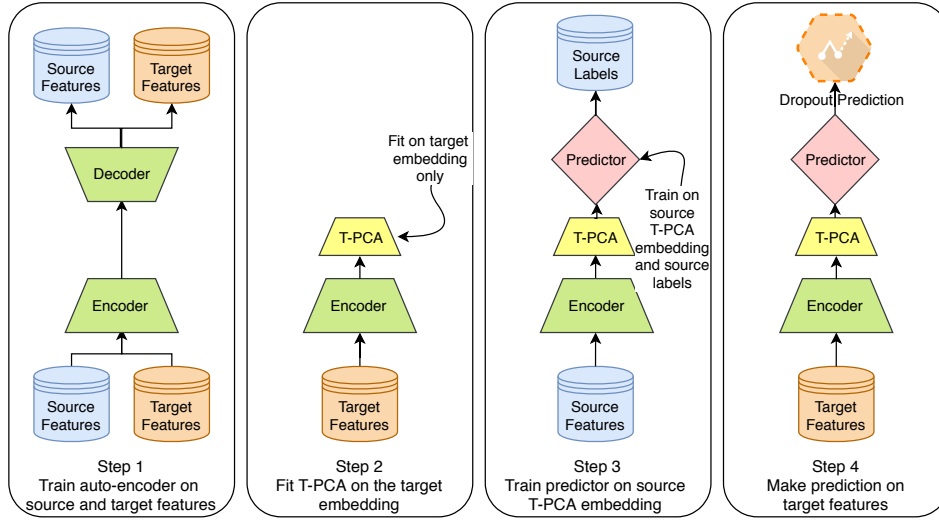 Source
Features
Target
Features
Decoder
Encoder
Source
Features
Target
Features
Step 1
Train auto-encoder on
source and target features
Fit on target
embedding
only
T-PCA
Encoder
Target
Features
Step 2
Fit T-PCA on the target
embedding
Source
Labels
Predictor
Train on
source
T-PCA
embedding
and source
labels
T-PCA
Encoder
Source
Features
Step 3
Train predictor on source
T-PCA embedding
Dropout Prediction
Predictor
T-PCA
Encoder
Target
Features
Step 4
Make prediction on
target features